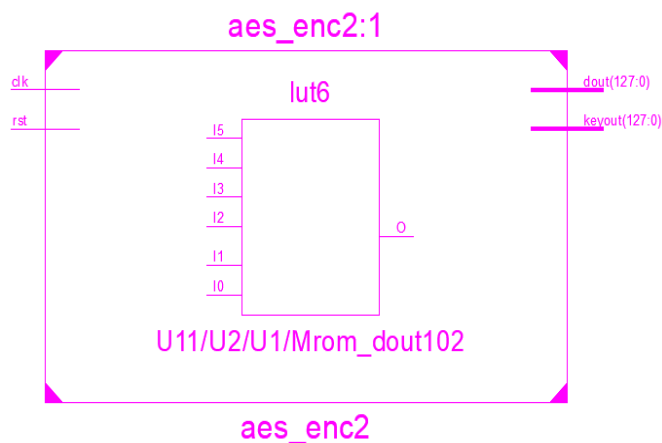 aes_enc2:1
clk
dout(127:0)
lut6
rst
keyout(127:0)
I5
I4
I3
I2
O
I1
I0
U11/U2/U1/Mrom_dout102
aes_enc2